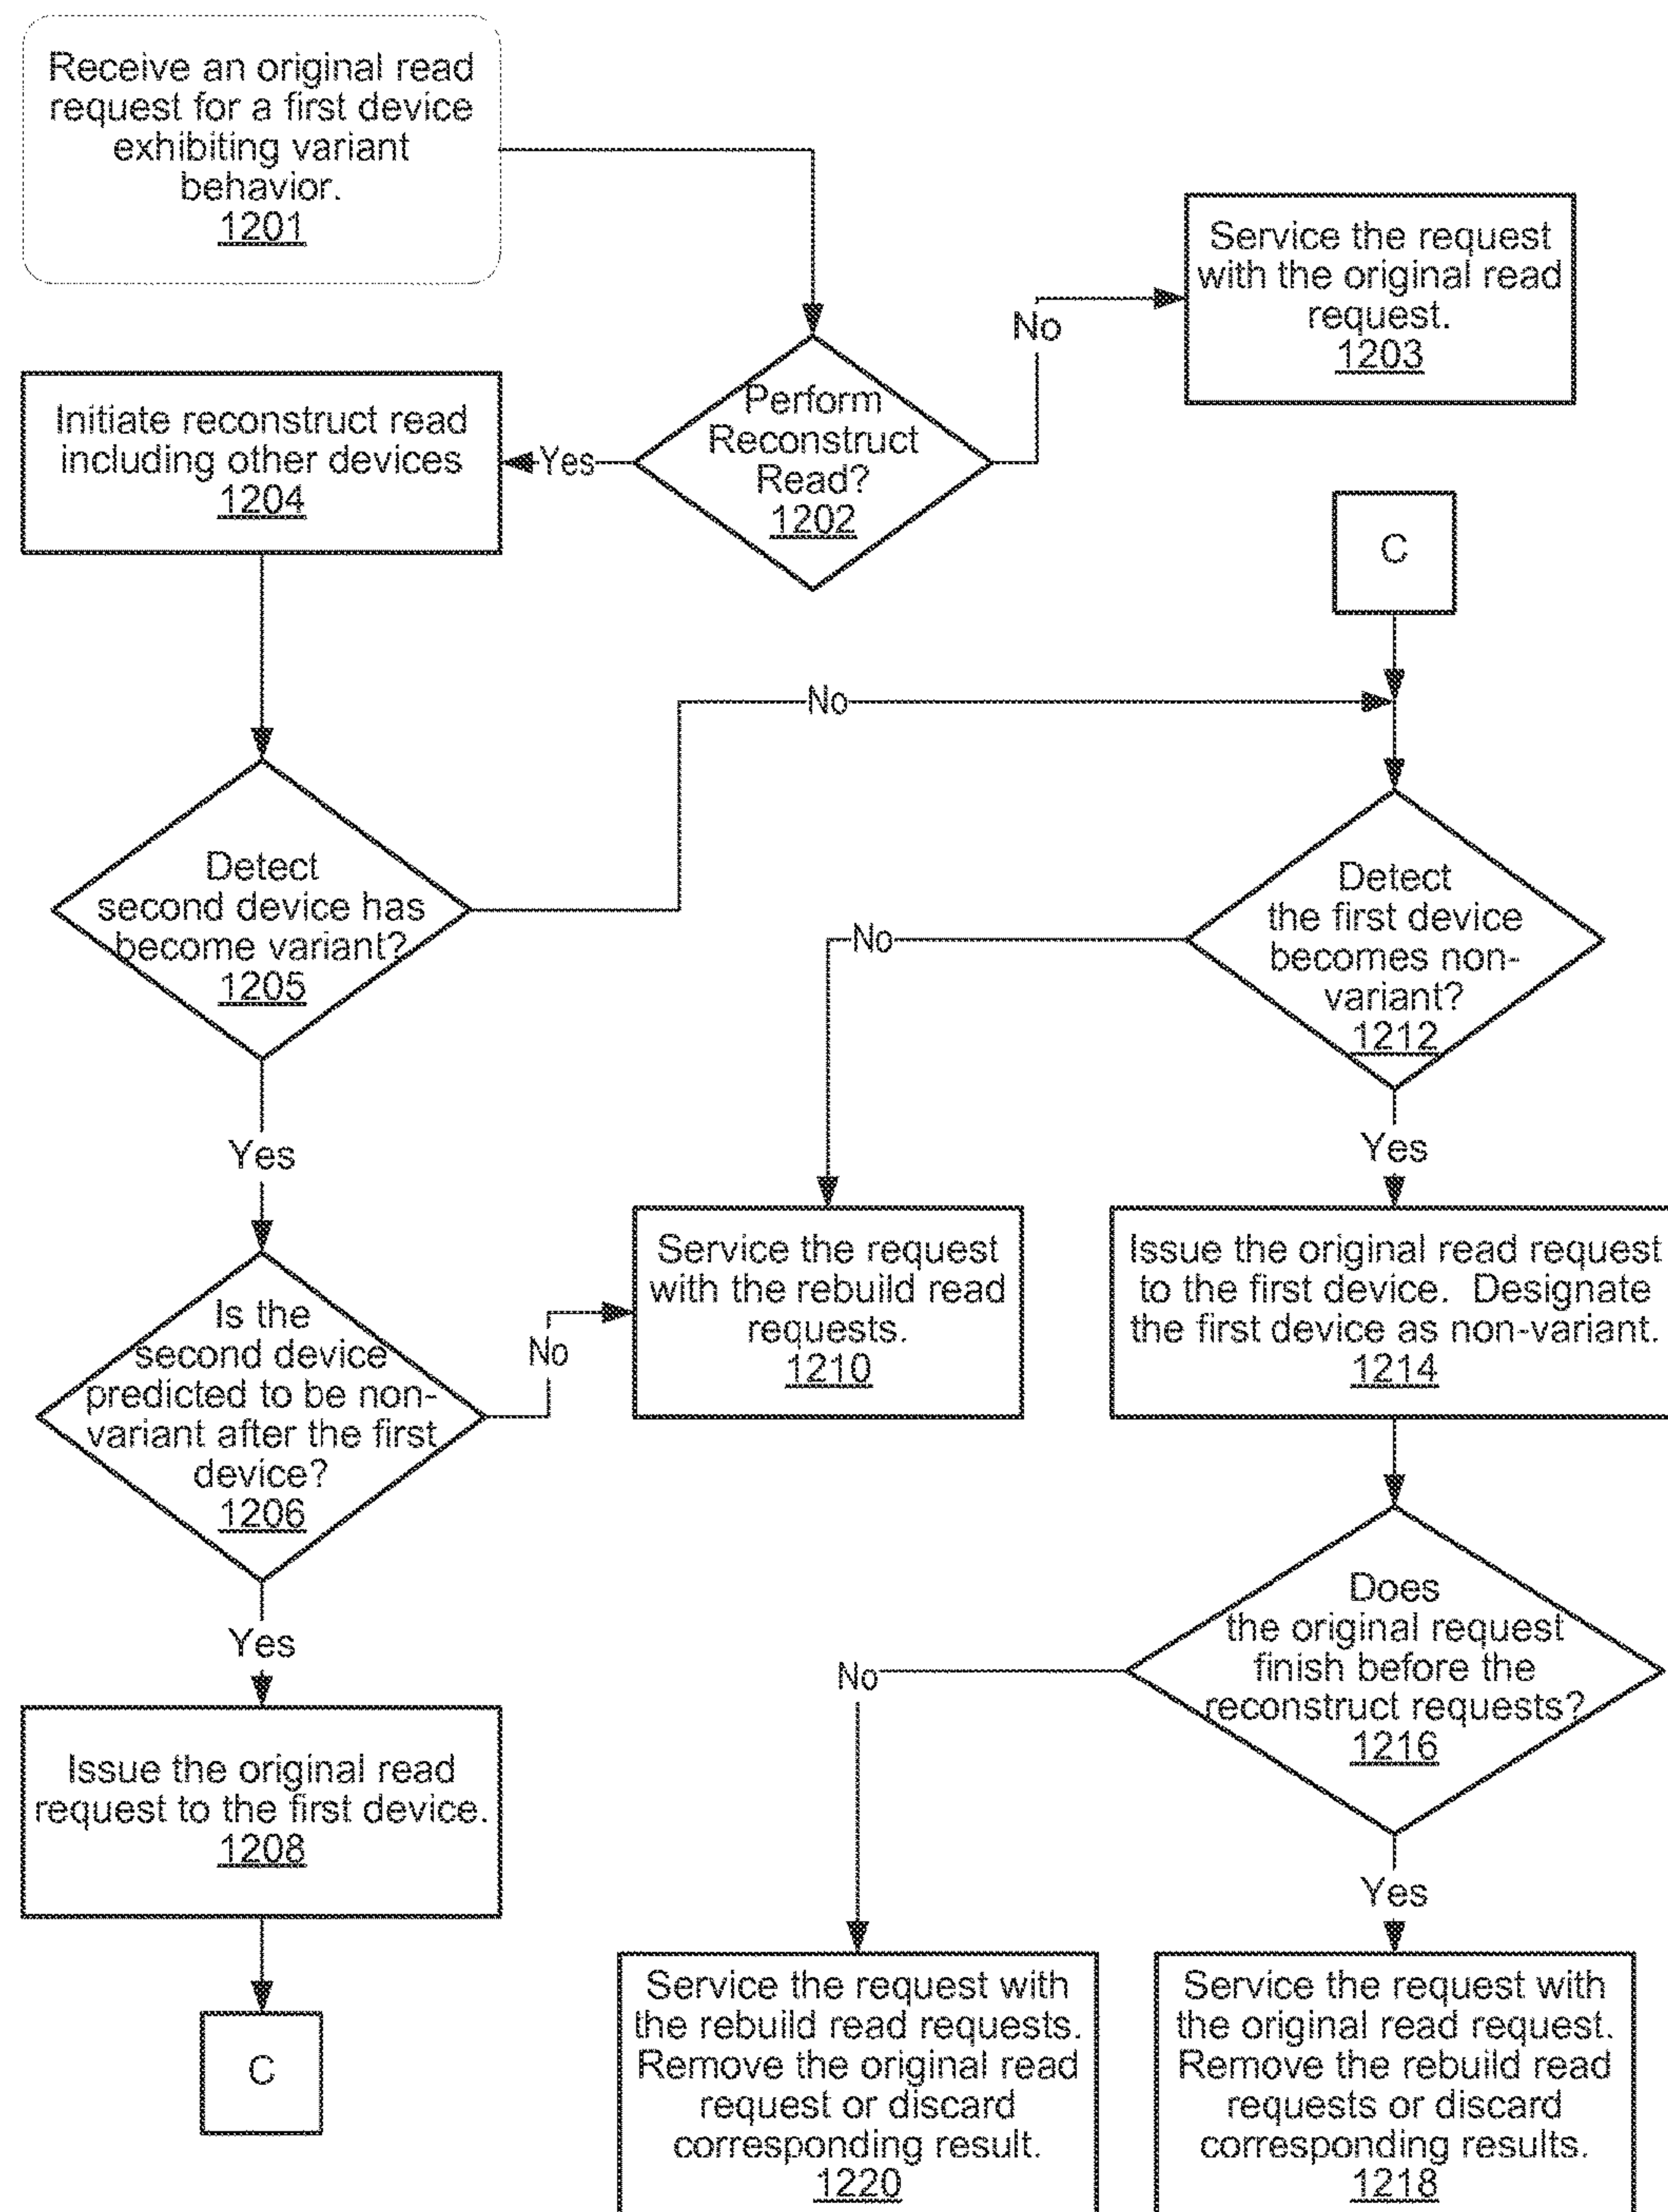 Receive an original read
request for a first device
exhibiting variant
behavior.
1201
Service the request
with the original read
request.
1203
No
Perform
Reconstruct
Read?
1202
Yes
Initiate reconstruct read
including other devices
1204
C
No
Detect
second device has
become variant?
1205
Detect
the first device
becomes non-
variant?
1212
No
Yes
Yes
Is the
second device
predicted to be non-
variant after the first
device?
1206
No
Service the request
with the rebuild read
requests.
1210
Issue the original read request
to the first device. Designate
the first device as non-variant.
1214
Yes
Does
the original request
finish before the
reconstruct requests?
1216
No
Yes
Issue the original read
request to the first device.
1208
C
Service the request with
the rebuild read requests.
Remove the original read
request or discard
corresponding result.
1220
Service the request with
the original read request.
Remove the rebuild read
requests or discard
corresponding results.
1218